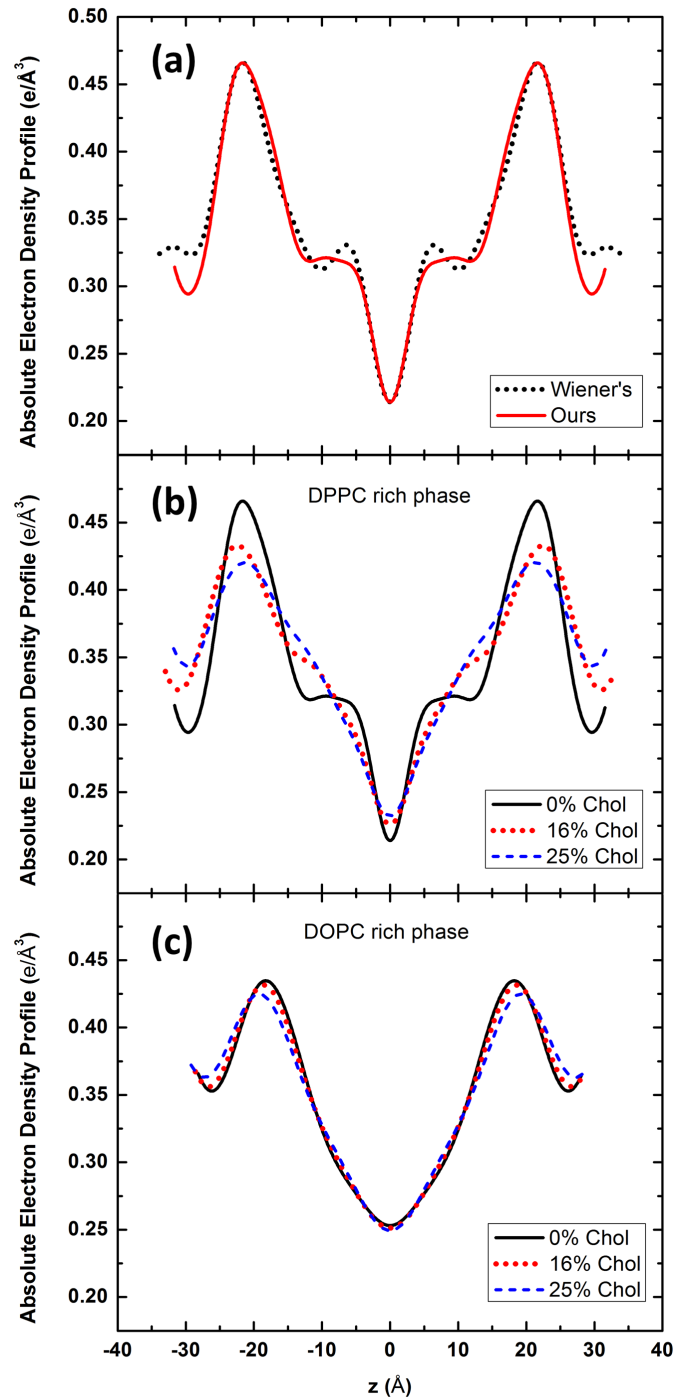 (a)
Absolute Electron Density Profile (e/Å³)
0.50
0.45
0.40
0.35
0.30
0.25
0.20
Wiener's
Ours
(b)
DPPC rich phase
Absolute Electron Density Profile (e/Å³)
0.45
0.40
0.35
0.30
0.25
0.20
0% Chol
16% Chol
25% Chol
(c)
DOPC rich phase
Absolute Electron Density Profile (e/Å³)
0.45
0.40
0.35
0.30
0.25
0.20
0% Chol
16% Chol
25% Chol
-40 -30 -20 -10 0 10 20 30 40
z (Å)